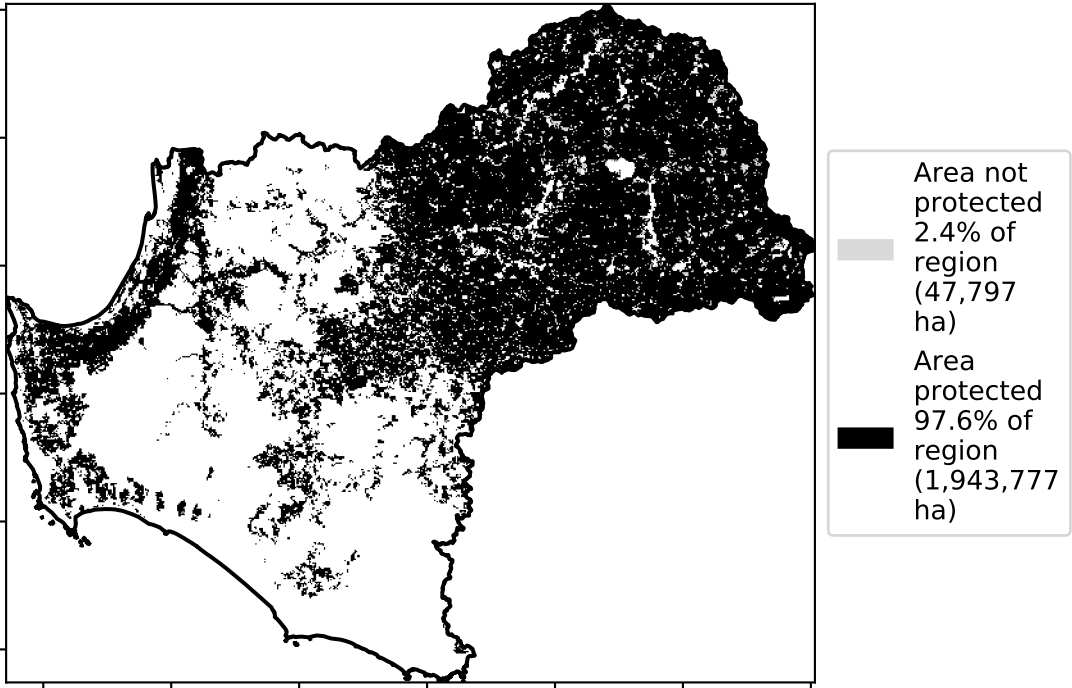 Area not
protected
2.4% of
region
(47,797
ha)
Area
protected
97.6% of
region
(1,943,777
ha)